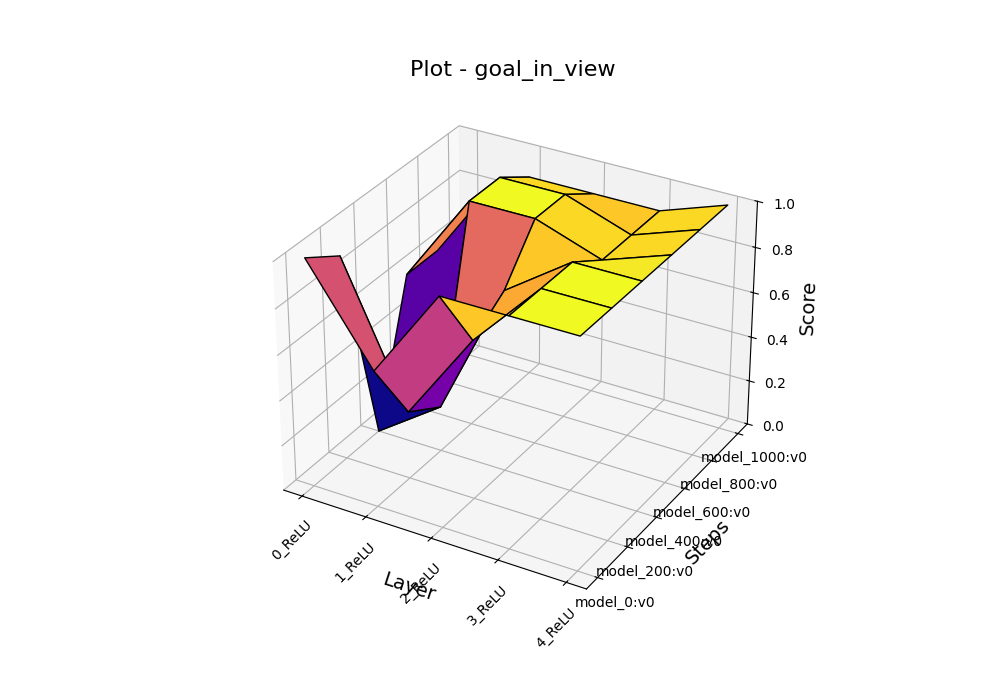 Plot - goal_in_view
1.0
0.8
0.6
0.4
0.2
0.0
Score
model_1000:v0
model_800:v0
model_600:v0
model_400:v0
model_200:v0
model_0:v0
Steps
0_ReLU
1_ReLU
2_ReLU
3_ReLU
4_ReLU
Layer